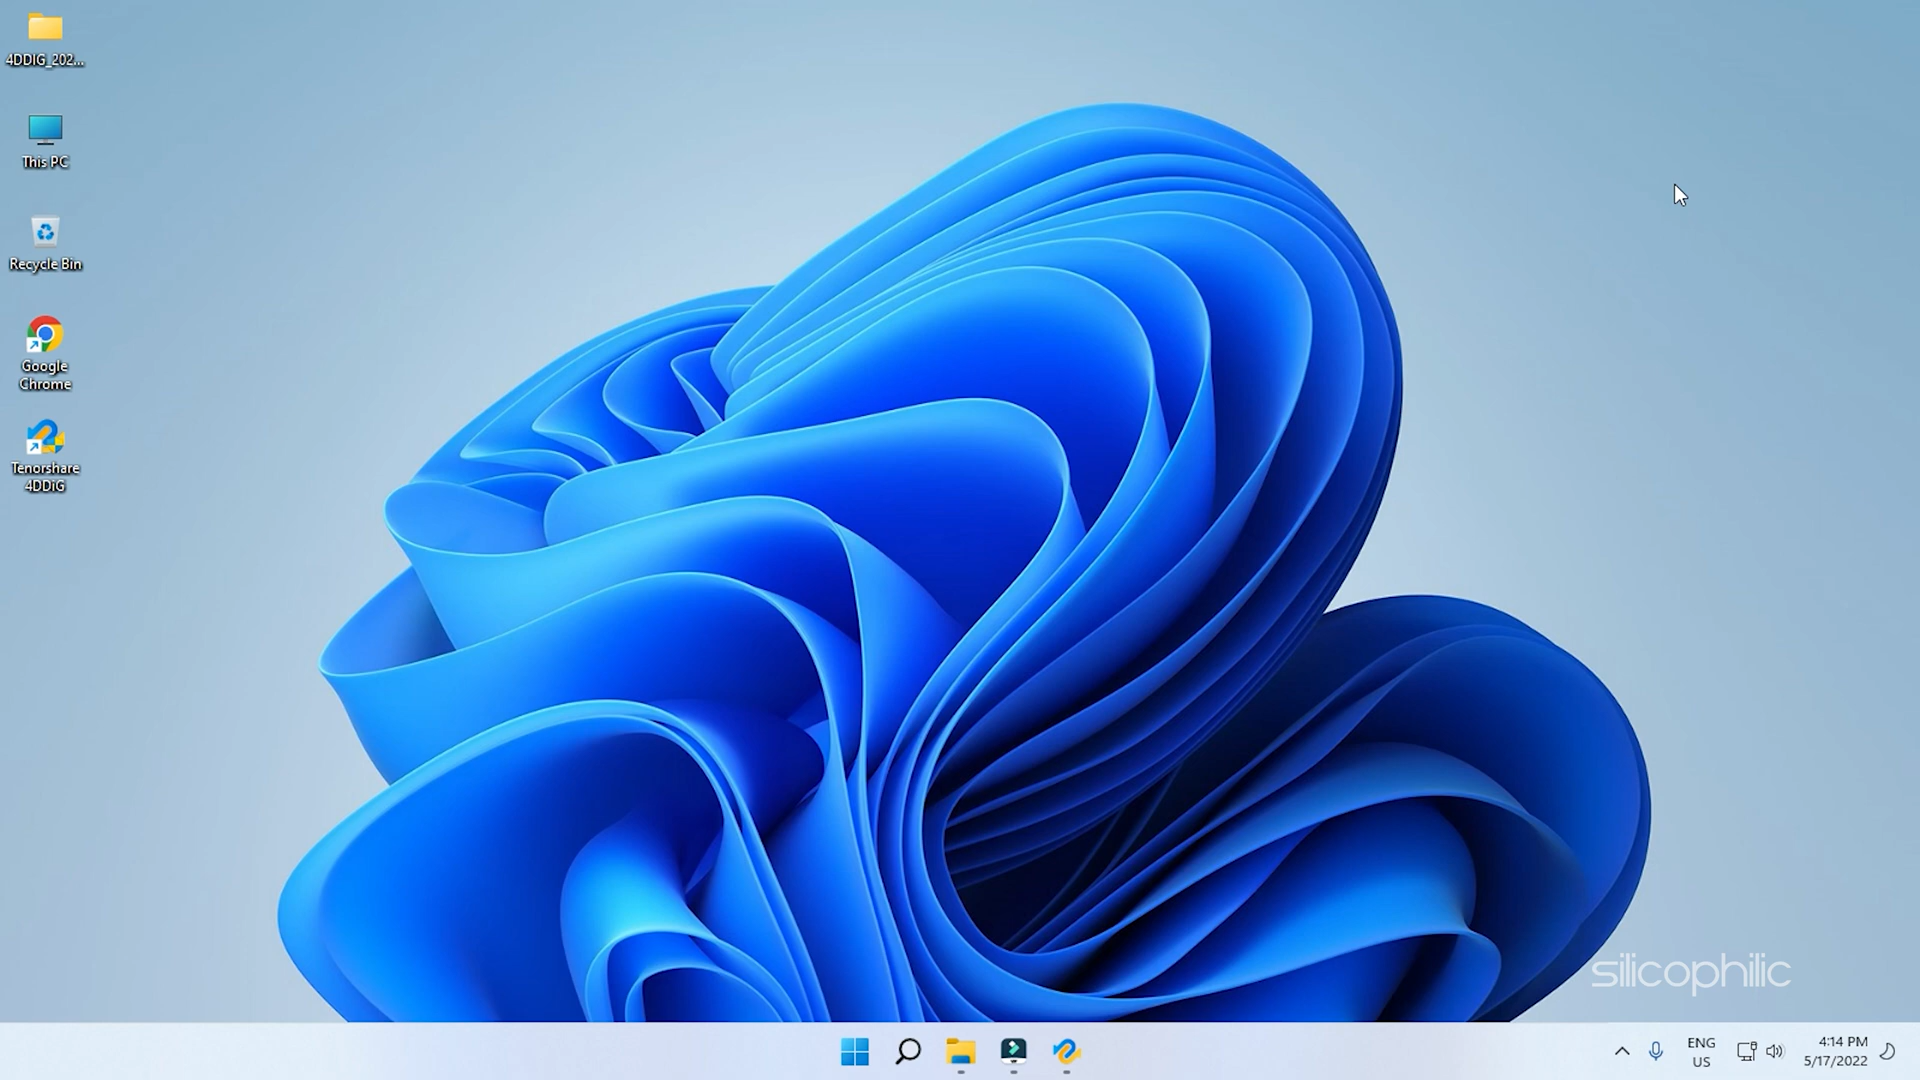 4DDIG_202...
This PC
Recycle Bin
Google
Chrome
Tenorshare
4DDiG
silicophilic
ENG
US
4:14 PM
5/17/2022